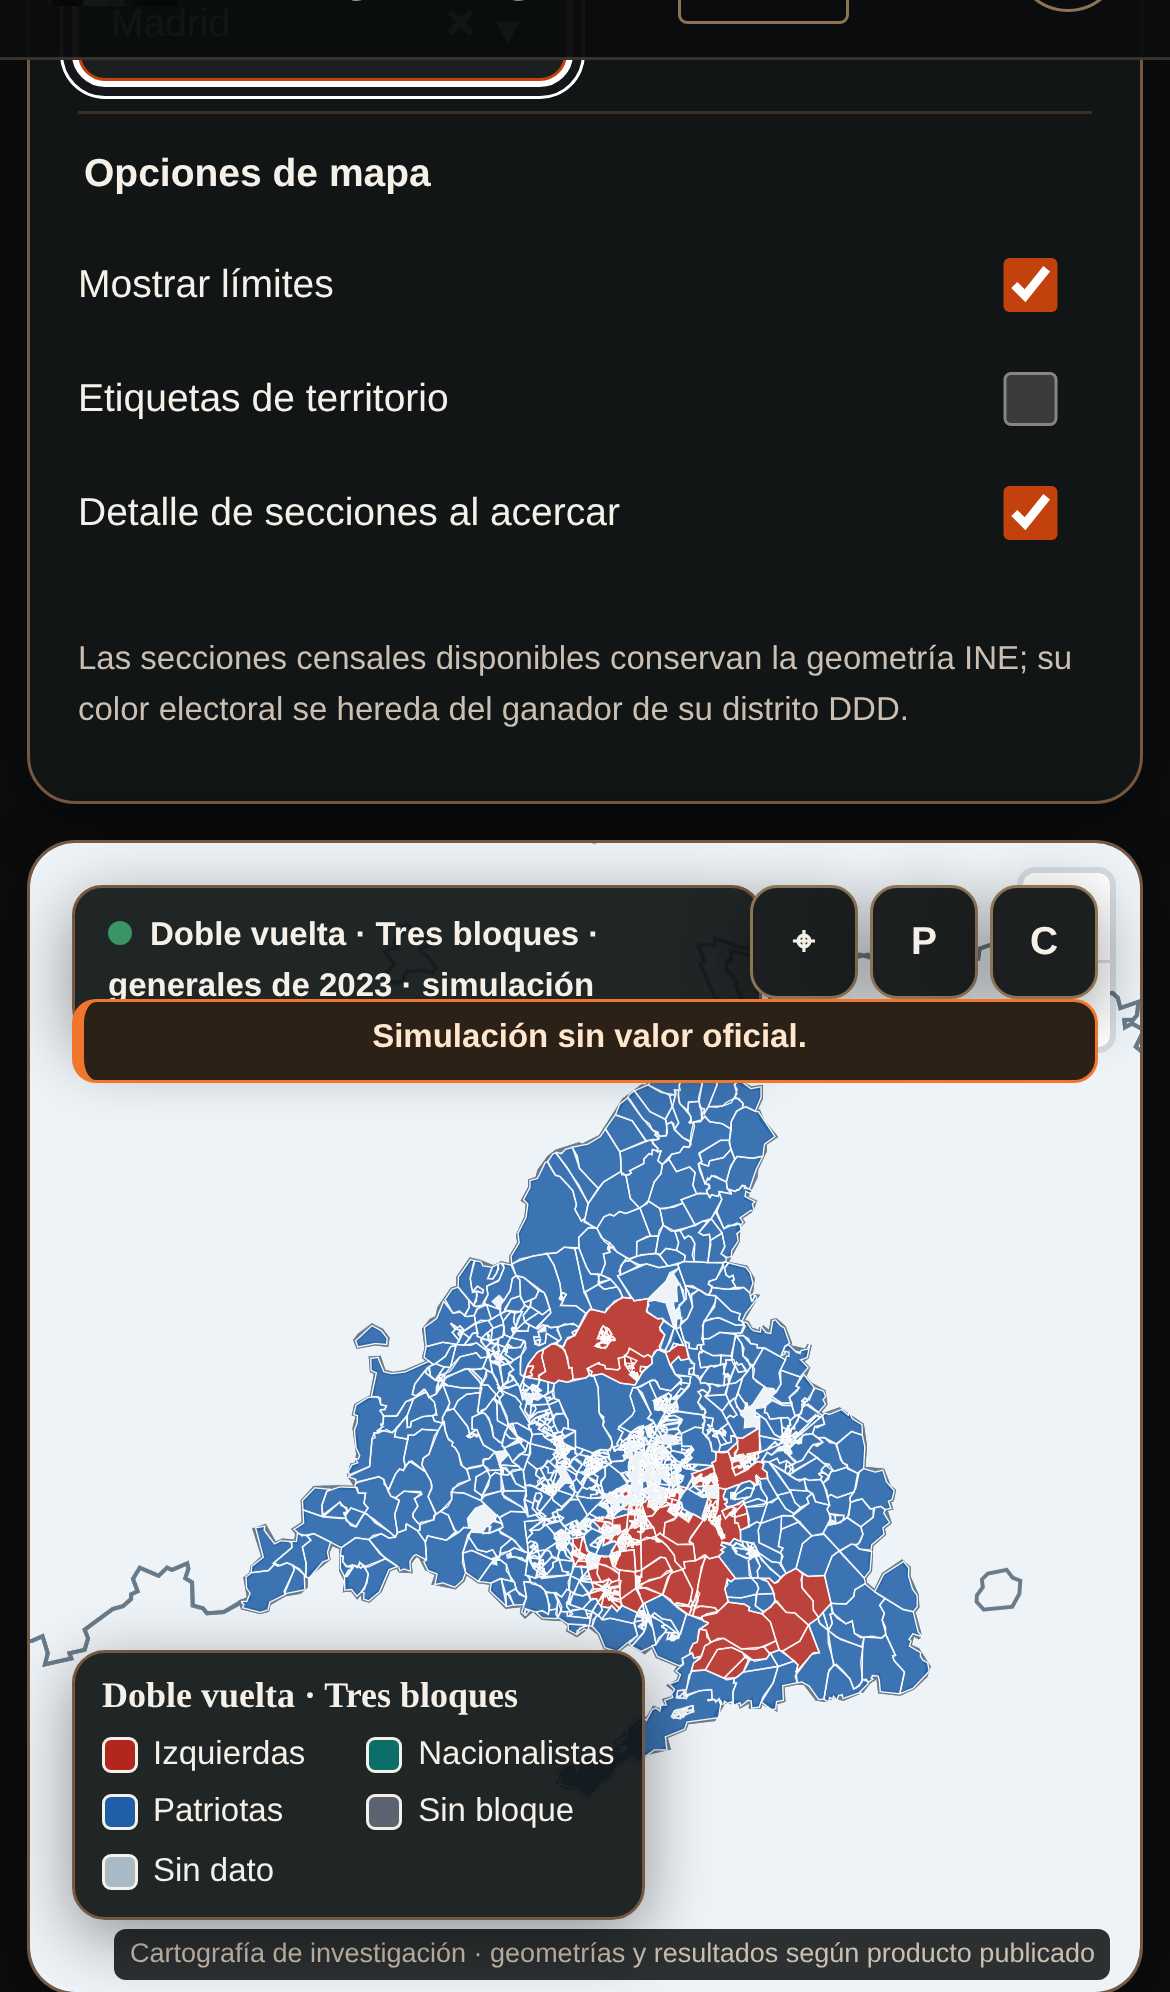 Madrid
Opciones de mapa
Mostrar límites
Etiquetas de territorio
Detalle de secciones al acercar
Las secciones censales disponibles conservan la geometría INE; su
color electoral se hereda del ganador de su distrito DDD.
Doble vuelta · Tres bloques ·
generales de 2023 · simulación
P
C
Simulación sin valor oficial.
Doble vuelta · Tres bloques
Izquierdas
Nacionalistas
Patriotas
Sin bloque
Sin dato
Cartografía de investigación · geometrías y resultados según producto publicado